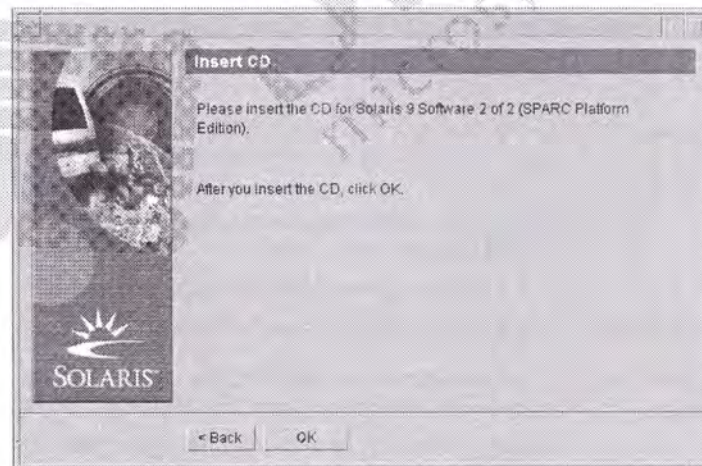 Insert CD
Please insert the CD for Solaris 9 Software 2 of 2 (SPARC Platform
Edition).
After you insert the CD, click OK.
SOLARIS™
< Back
OK